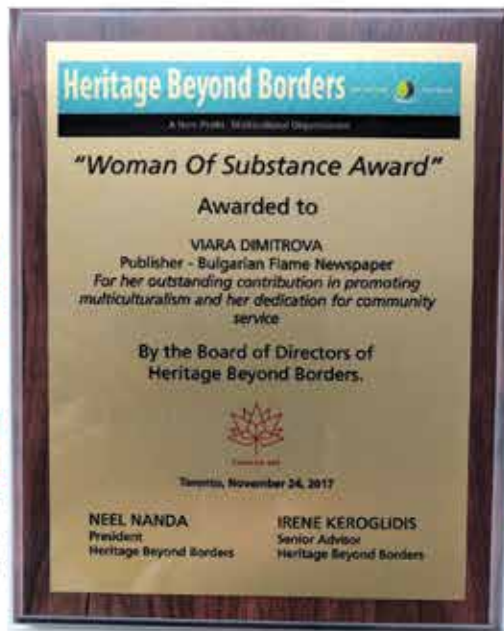 Heritage Beyond Borders
A Non Profit Multicultural Organization
"Woman Of Substance Award"
Awarded to
VIARA DIMITROVA
Publisher - Bulgarian Flame Newspaper
For her outstanding contribution in promoting
multiculturalism and her dedication for community
service
By the Board of Directors of
Heritage Beyond Borders.
Toronto, November 24, 2017
NEEL NANDA
President
Heritage Beyond Borders
IRENE KEROGLIDIS
Senior Advisor
Heritage Beyond Borders